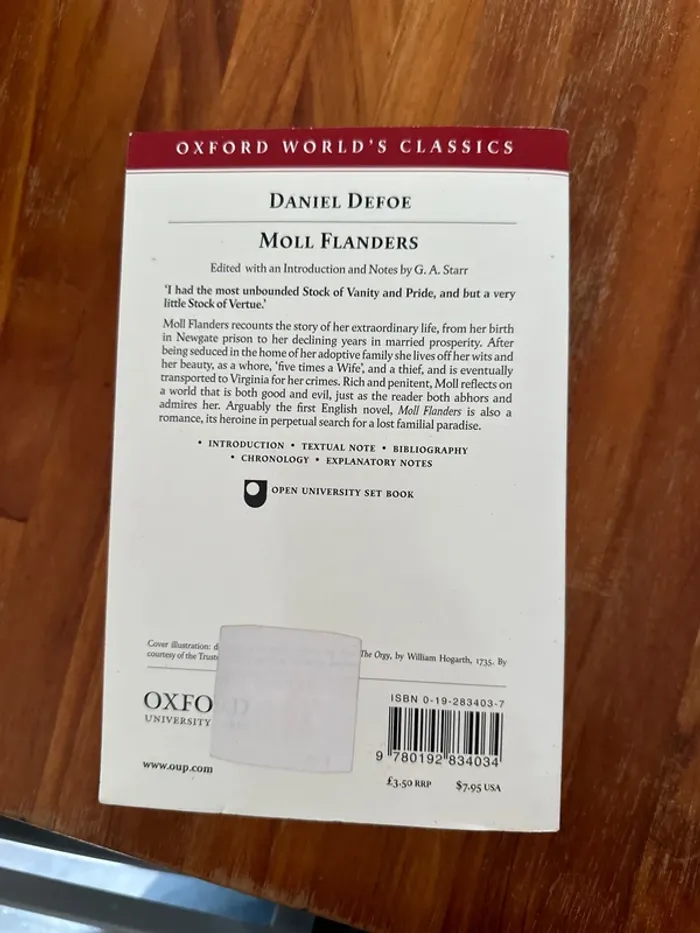 OXFORD WORLD'S CLASSICS
DANIEL DEFOE
MOLL FLANDERS
Edited with an Introduction and Notes by G. A. Starr
'I had the most unbounded Stock of Vanity and Pride, and but a very
little Stock of Vertue.'
Moll Flanders recounts the story of her extraordinary life, from her birth
in Newgate prison to her declining years in married prosperity. After
being seduced in the home of her adoptive family she lives off her wits and
her beauty, as a whore, 'five times a Wife', and a thief, and is eventually
transported to Virginia for her crimes. Rich and penitent, Moll reflects on
a world that is both good and evil, just as the reader both abhors and
admires her. Arguably the first English novel, Moll Flanders is also a
romance, its heroine in perpetual search for a lost familial paradise.
• INTRODUCTION • TEXTUAL NOTE • BIBLIOGRAPHY
• CHRONOLOGY • EXPLANATORY NOTES
OPEN UNIVERSITY SET BOOK
Cover illustration: The Orgy, by William Hogarth, 1735. By
courtesy of the
UNIVERSITY
www.oup.com
ISBN 0-19-283403-7
9 780192 834034
£3.50 RRP $7.95 USA